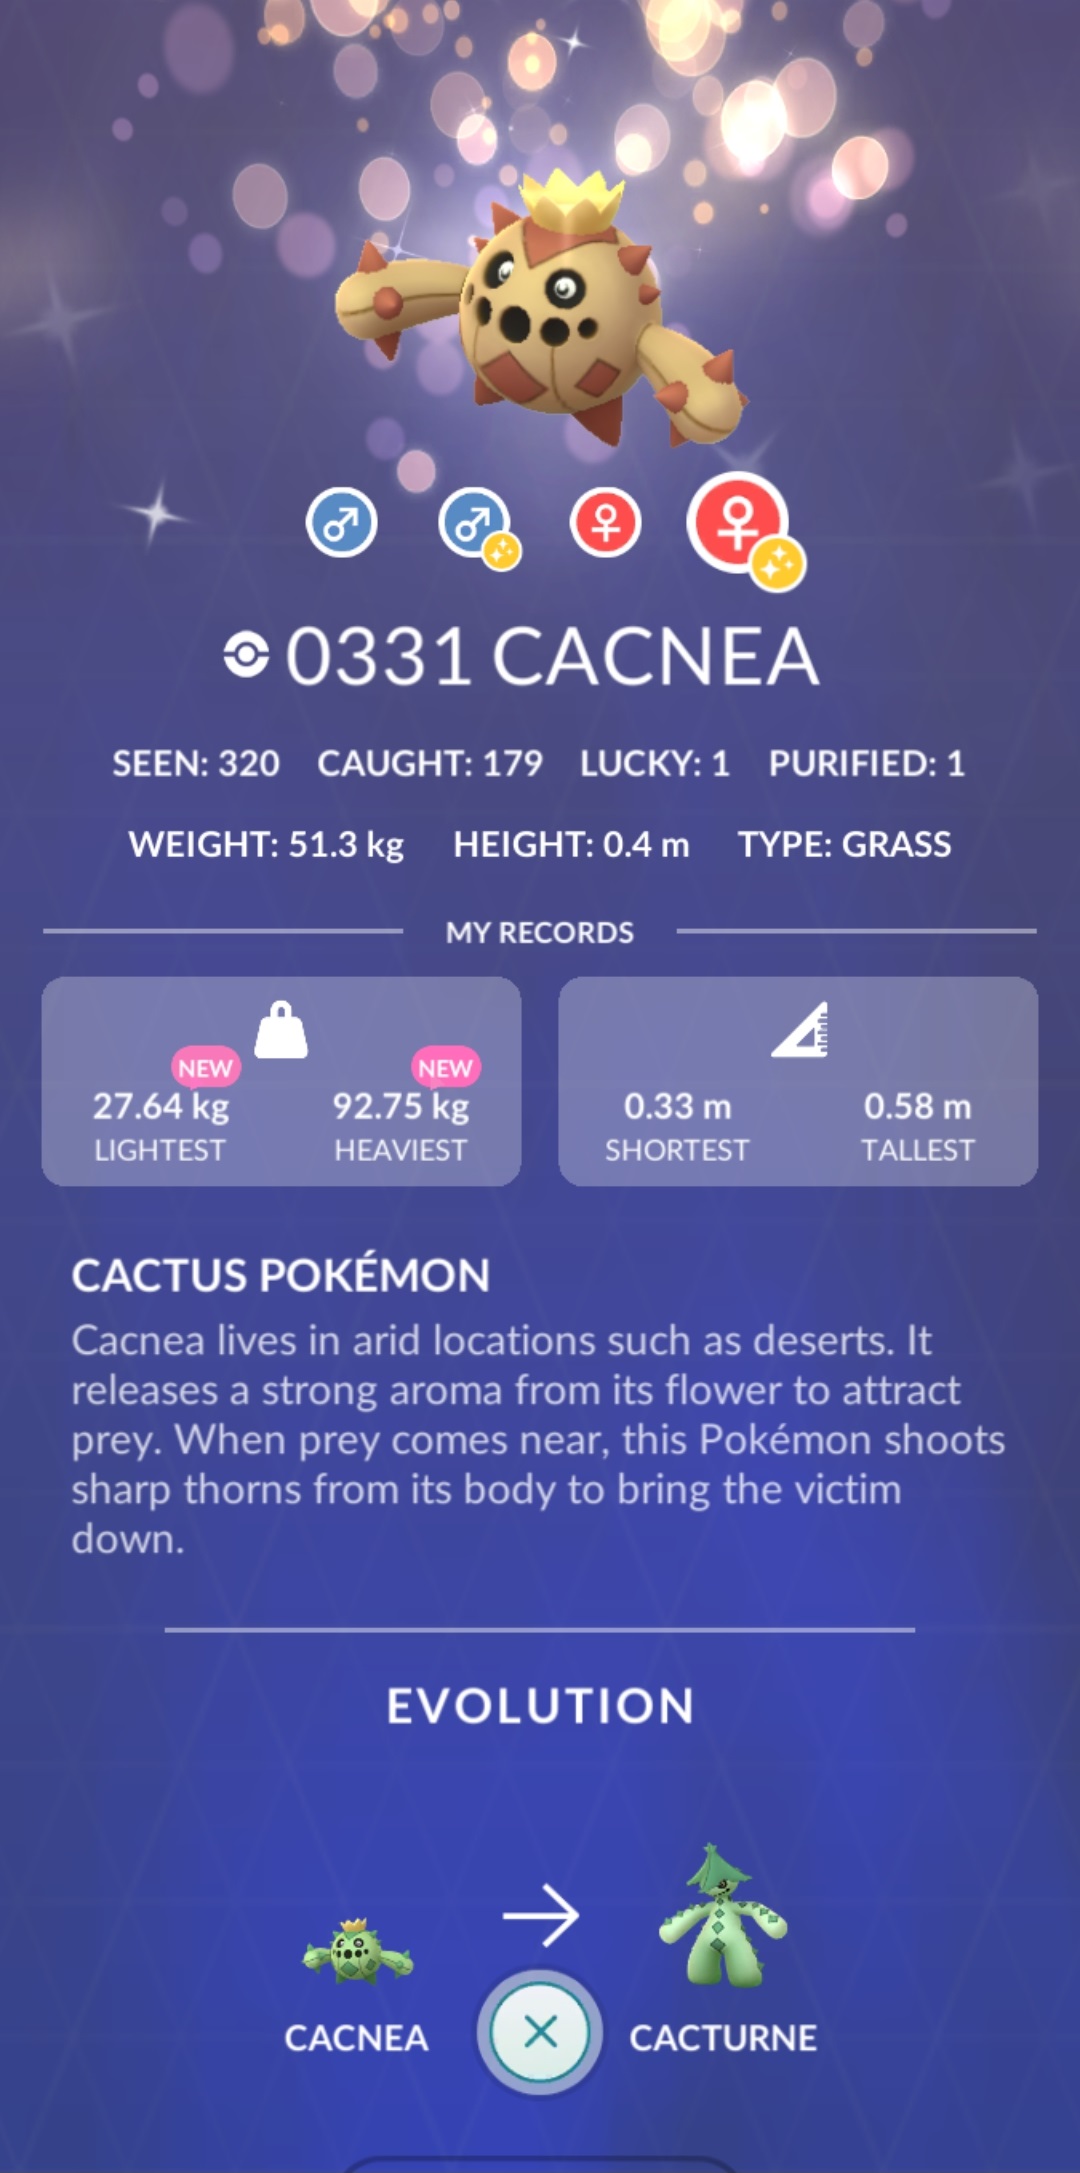 0331 CACNEA
SEEN: 320 CAUGHT: 179 LUCKY: 1 PURIFIED: 1
WEIGHT: 51.3 kg HEIGHT: 0.4 m TYPE: GRASS
MY RECORDS
NEW NEW
27.64 kg 92.75 kg 0.33 m 0.58 m
LIGHTEST HEAVIEST SHORTEST TALLEST
CACTUS POKÉMON
Cacnea lives in arid locations such as deserts. It
releases a strong aroma from its flower to attract
prey. When prey comes near, this Pokémon shoots
sharp thorns from its body to bring the victim
down.
EVOLUTION
CACNEA CACTURNE